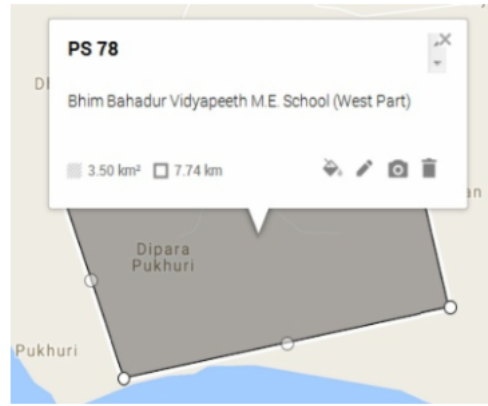 PS 78
Bhim Bahadur Vidyapeeth M.E. School (West Part)
3.50 km² 7.74 km
Dipara
Pukhuri
Pukhuri